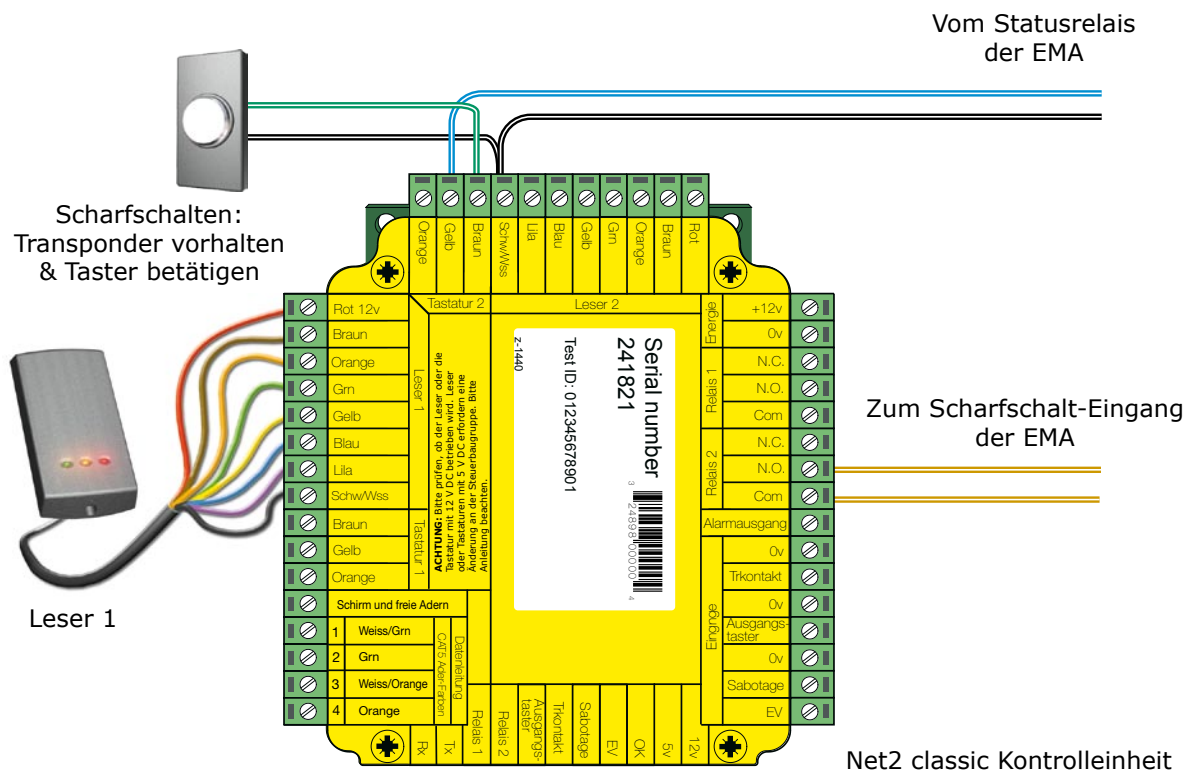 Vom Statusrelais
der EMA
Scharfschalten:
Transponder vorhalten
& Taster betätigen
Orange
Gelb
Braun
Schw/Wss
Lila
Blau
Gelb
Grn
Orange
Braun
Rot
Tastatur 2
Leser 2
Rot 12v
Braun
Orange
Grn
Gelb
Blau
Lila
Schw/Wss
Leser 1
Braun
Gelb
Orange
Tastatur 1
ACHTUNG: Bitte prüfen, ob der Leser oder die
Tastatur mit 12 V DC betrieben wird. Leser
oder Tastaturen mit 5 V DC erfordern eine
Änderung an der Steuerbaugruppe. Bitte
Anleitung beachten.
Schirm und freie Adern
1 Weiss/Grn
2 Grn
3 Weiss/Orange
4 Orange
CAT5 Ader-Farben
Datenleitung
Serial number
241821
Test ID: 012345678901
z-1440
3 24898 00000 4
Energie
+12v
0v
Relais 1
N.C.
N.O.
Com
Relais 2
N.C.
N.O.
Com
Alarmausgang
Eingnge
0v
Trkontakt
0v
Ausgangs-
taster
0v
Sabotage
EV
Zum Scharfschalt-Eingang
der EMA
Leser 1
Rx
Tx
Relais 1
Relais 2
Ausgangs-
taster
Trkontakt
Sabotage
EV
OK
5v
12v
Net2 classic Kontrolleinheit